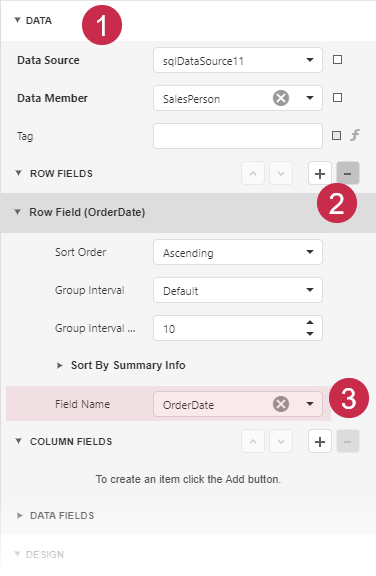 DATA 1
Data Source sqlDataSource11
Data Member SalesPerson
Tag
ROW FIELDS
2
Row Field (OrderDate)
Sort Order Ascending
Group Interval Default
Group Interval ... 10
Sort By Summary Info
Field Name OrderDate 3
COLUMN FIELDS
To create an item click the Add button.
DATA FIELDS
DESIGN